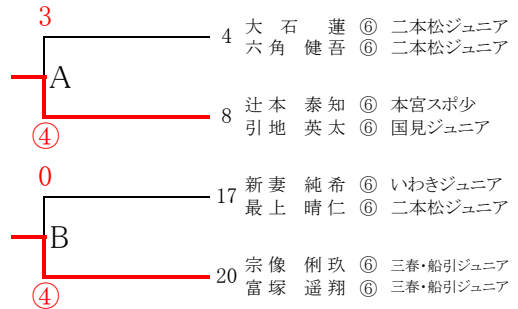 3
4 大石 蓮 ⑥ 二本松ジュニア
六角 健吾 ⑥ 二本松ジュニア
A
8 辻本 泰知 ⑥ 本宮スポ少
引地 英太 ⑥ 国見ジュニア
④
0
17 新妻 純希 ⑥ いわきジュニア
最上 晴仁 ⑥ 二本松ジュニア
B
20 宗像 俐玖 ⑥ 三春・船引ジュニア
富塚 遥翔 ⑥ 三春・船引ジュニア
④